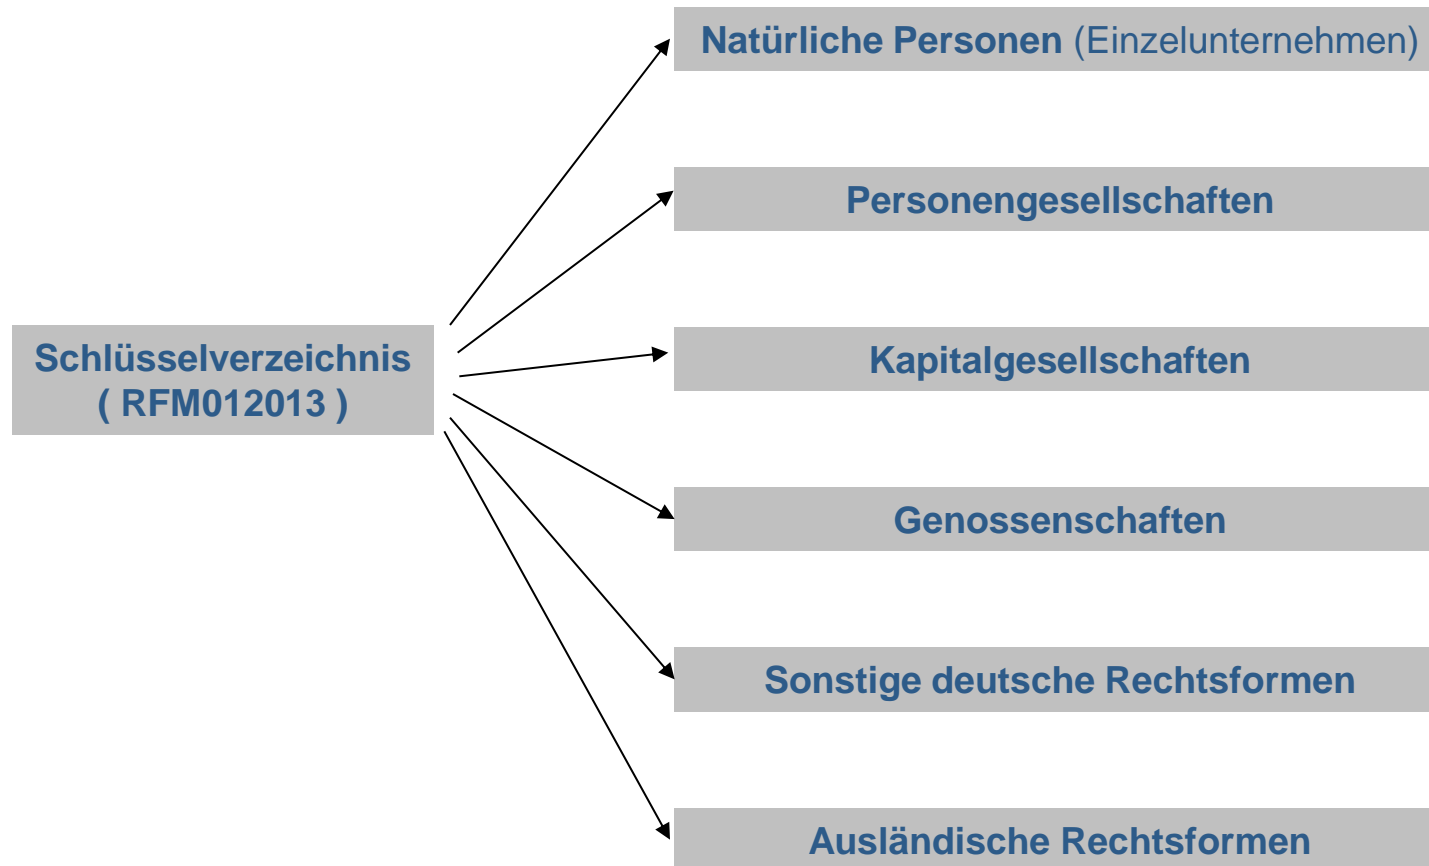 Natürliche Personen (Einzelunternehmen)
Personengesellschaften
Schlüsselverzeichnis
( RFM012013 )
Kapitalgesellschaften
Genossenschaften
Sonstige deutsche Rechtsformen
Ausländische Rechtsformen